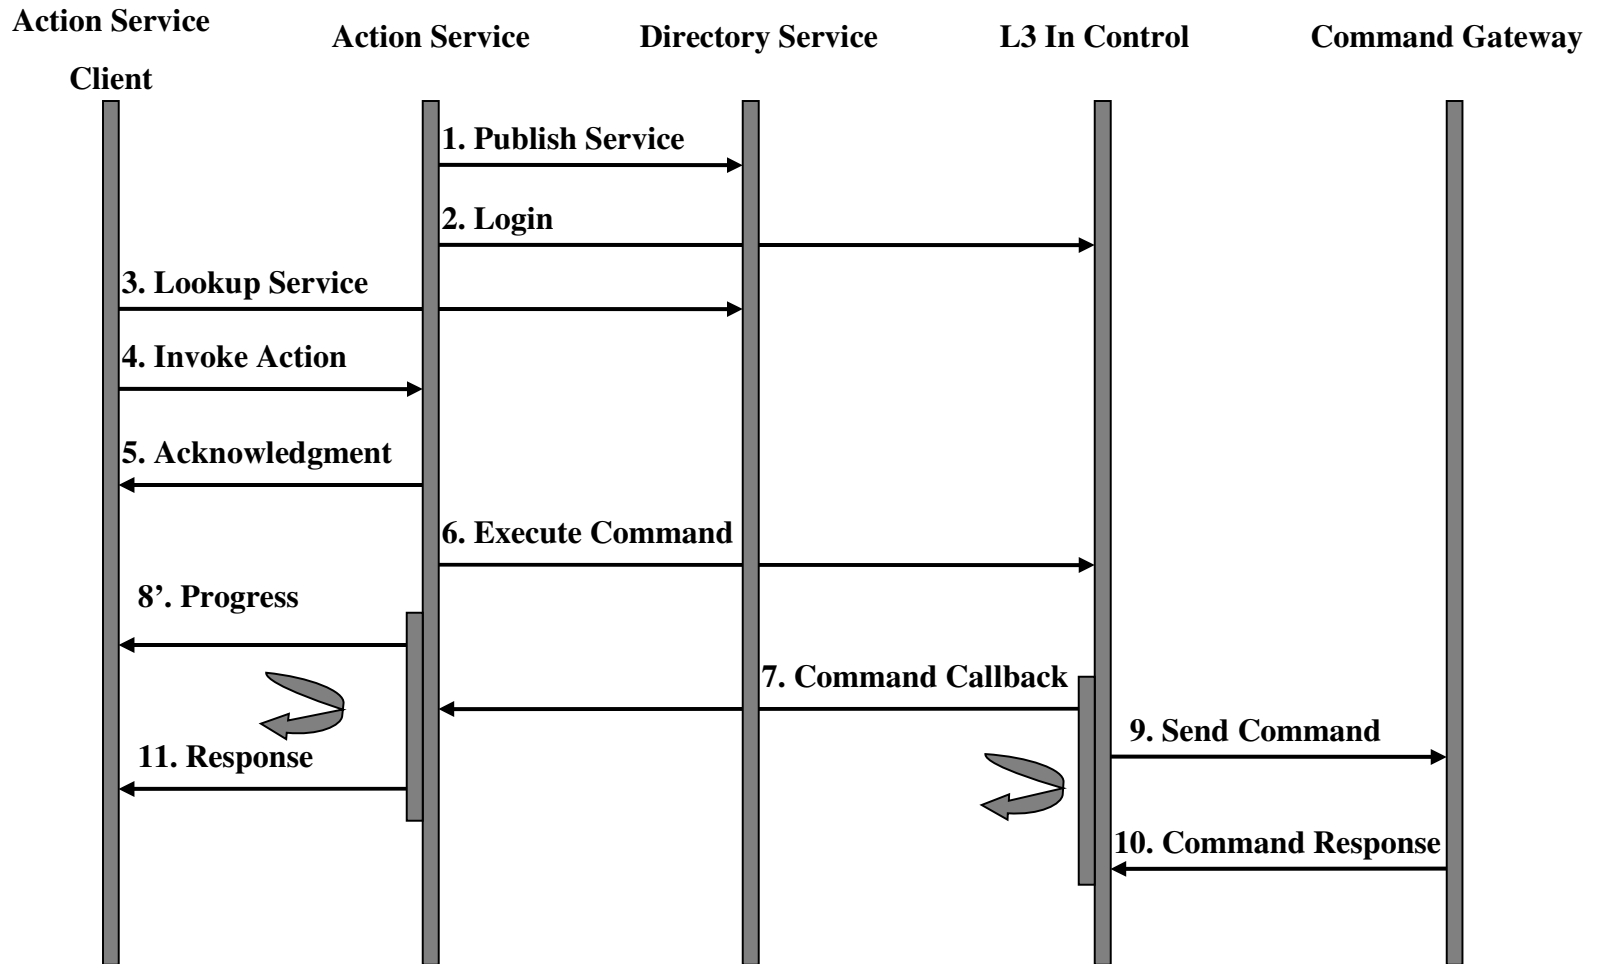 Action Service
Client
Action Service
Directory Service
L3 In Control
Command Gateway
1. Publish Service
2. Login
3. Lookup Service
4. Invoke Action
5. Acknowledgment
6. Execute Command
8’. Progress
7. Command Callback
9. Send Command
11. Response
10. Command Response